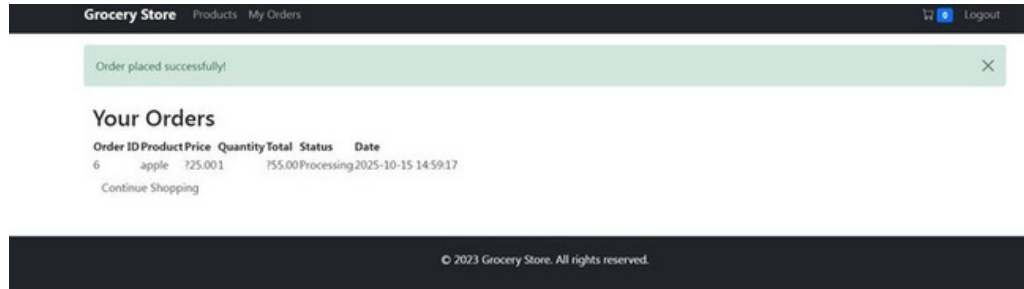 Grocery Store Products My Orders 0 Logout
Order placed successfully!
Your Orders
Order ID Product Price Quantity Total Status Date
6 apple ?25.00 1 ?55.00 Processing 2025-10-15 14:59:17
Continue Shopping
© 2023 Grocery Store. All rights reserved.